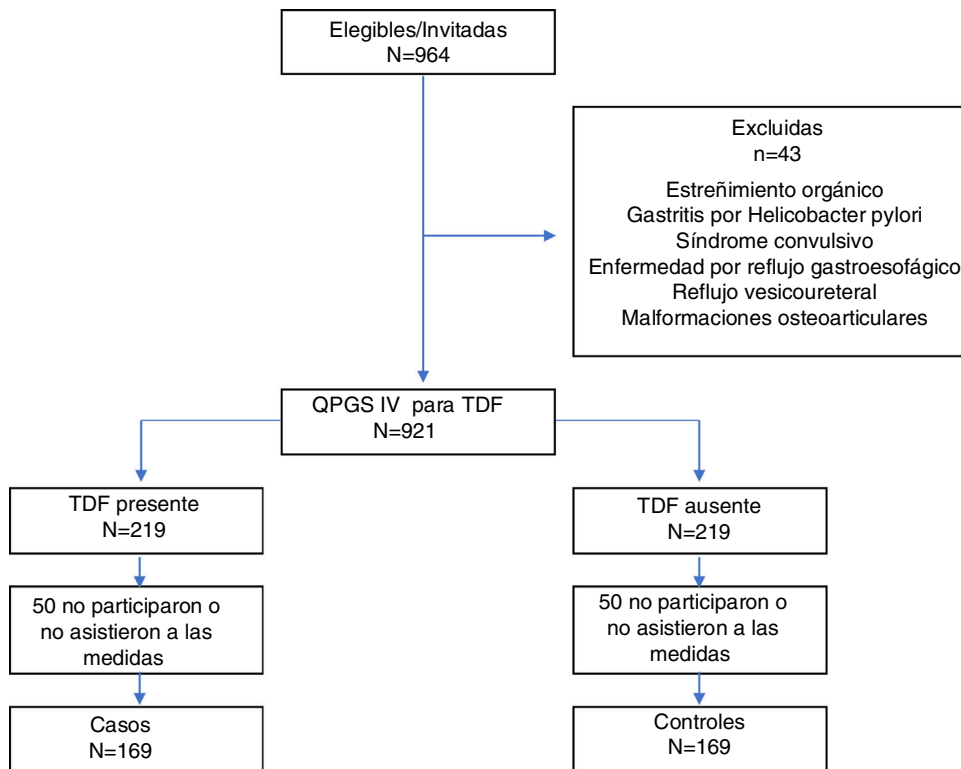 Elegibles/Invitadas
N=964
Excluidas
n=43
Estreñimiento orgánico
Gastritis por Helicobacter pylori
Síndrome convulsivo
Enfermedad por reflujo gastroesofágico
Reflujo vesicoureteral
Malformaciones osteoarticulares
QPGS IV para TDF
N=921
TDF presente
N=219
TDF ausente
N=219
50 no participaron o
no asistieron a las
medidas
50 no participaron o
no asistieron a las
medidas
Casos
N=169
Controles
N=169